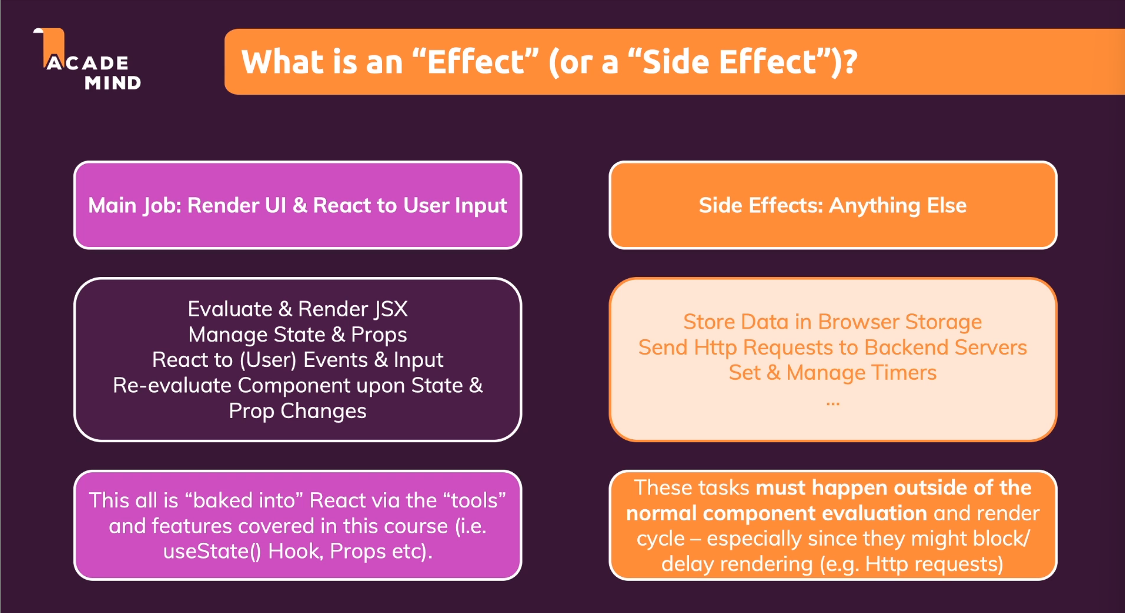 ACADE
MIND
What is an “Effect” (or a “Side Effect”)?
Main Job: Render UI & React to User Input
Evaluate & Render JSX
Manage State & Props
React to (User) Events & Input
Re-evaluate Component upon State &
Prop Changes
This all is “baked into” React via the “tools”
and features covered in this course (i.e.
useState() Hook, Props etc).
Side Effects: Anything Else
Store Data in Browser Storage
Send Http Requests to Backend Servers
Set & Manage Timers
...
These tasks must happen outside of the
normal component evaluation and render
cycle – especially since they might block/
delay rendering (e.g. Http requests)